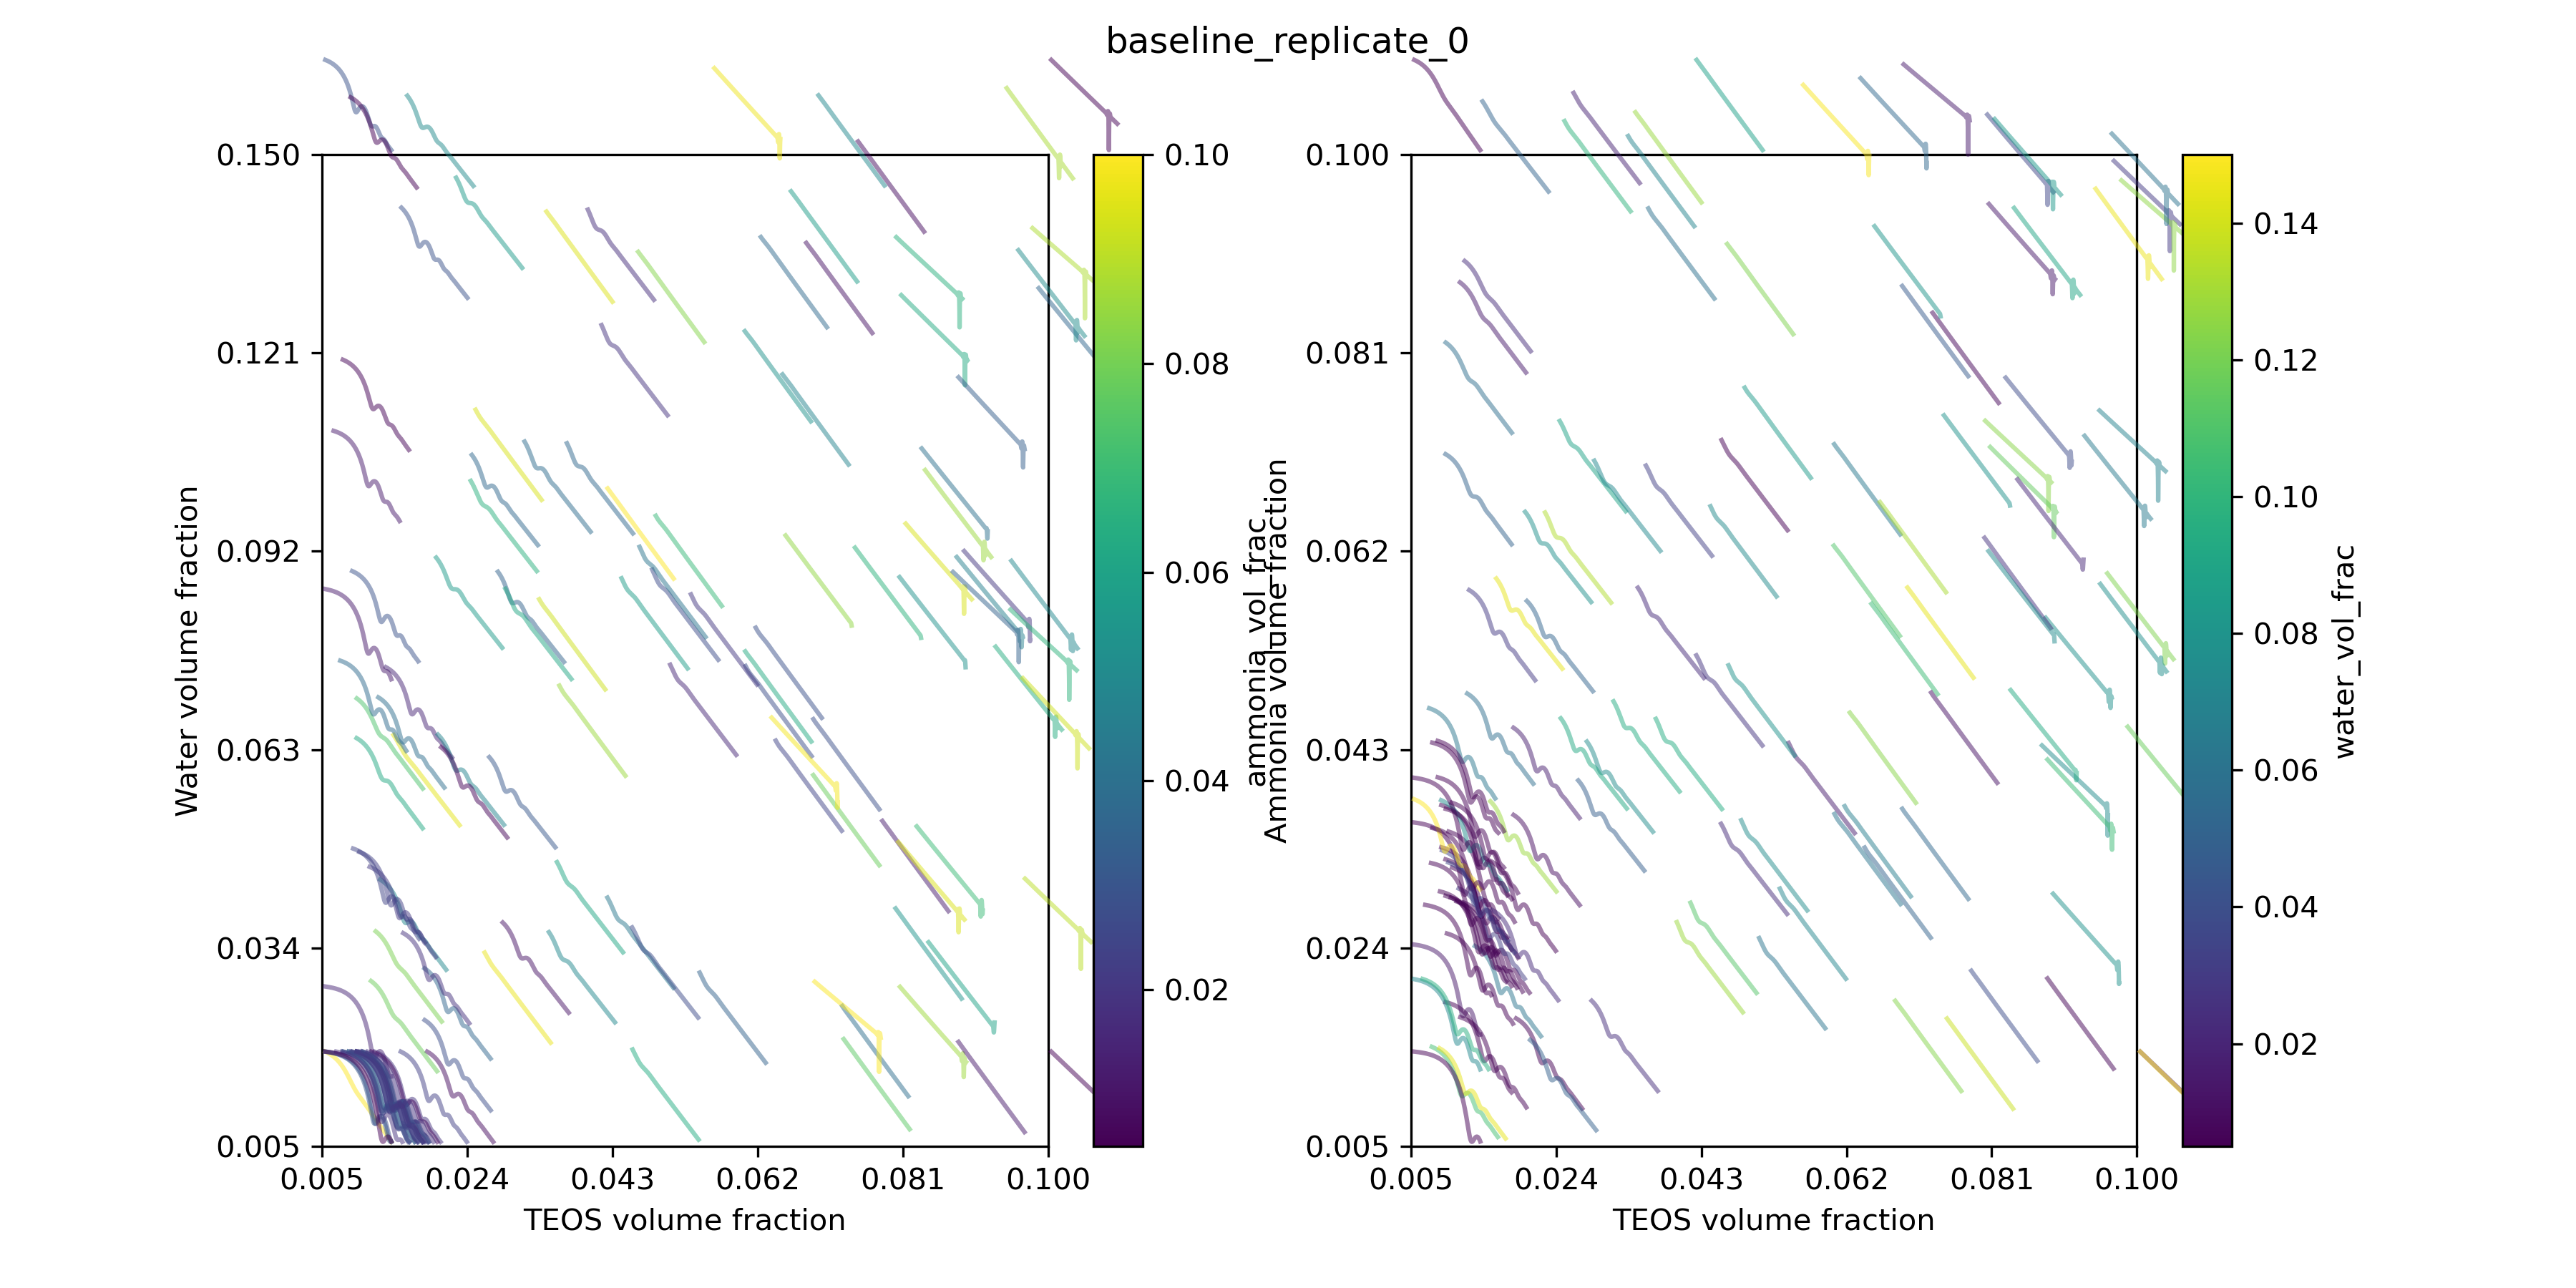 baseline_replicate_0
0.150
0.121
0.092
0.063
0.034
0.005
Water volume fraction
0.005 0.024 0.043 0.062 0.081 0.100
TEOS volume fraction
0.10
0.08
0.06
0.04
0.02
ammonia_vol_frac
Ammonia volume fraction
0.100
0.081
0.062
0.043
0.024
0.005
0.005 0.024 0.043 0.062 0.081 0.100
TEOS volume fraction
0.14
0.12
0.10
0.08
0.06
0.04
0.02
water_vol_frac